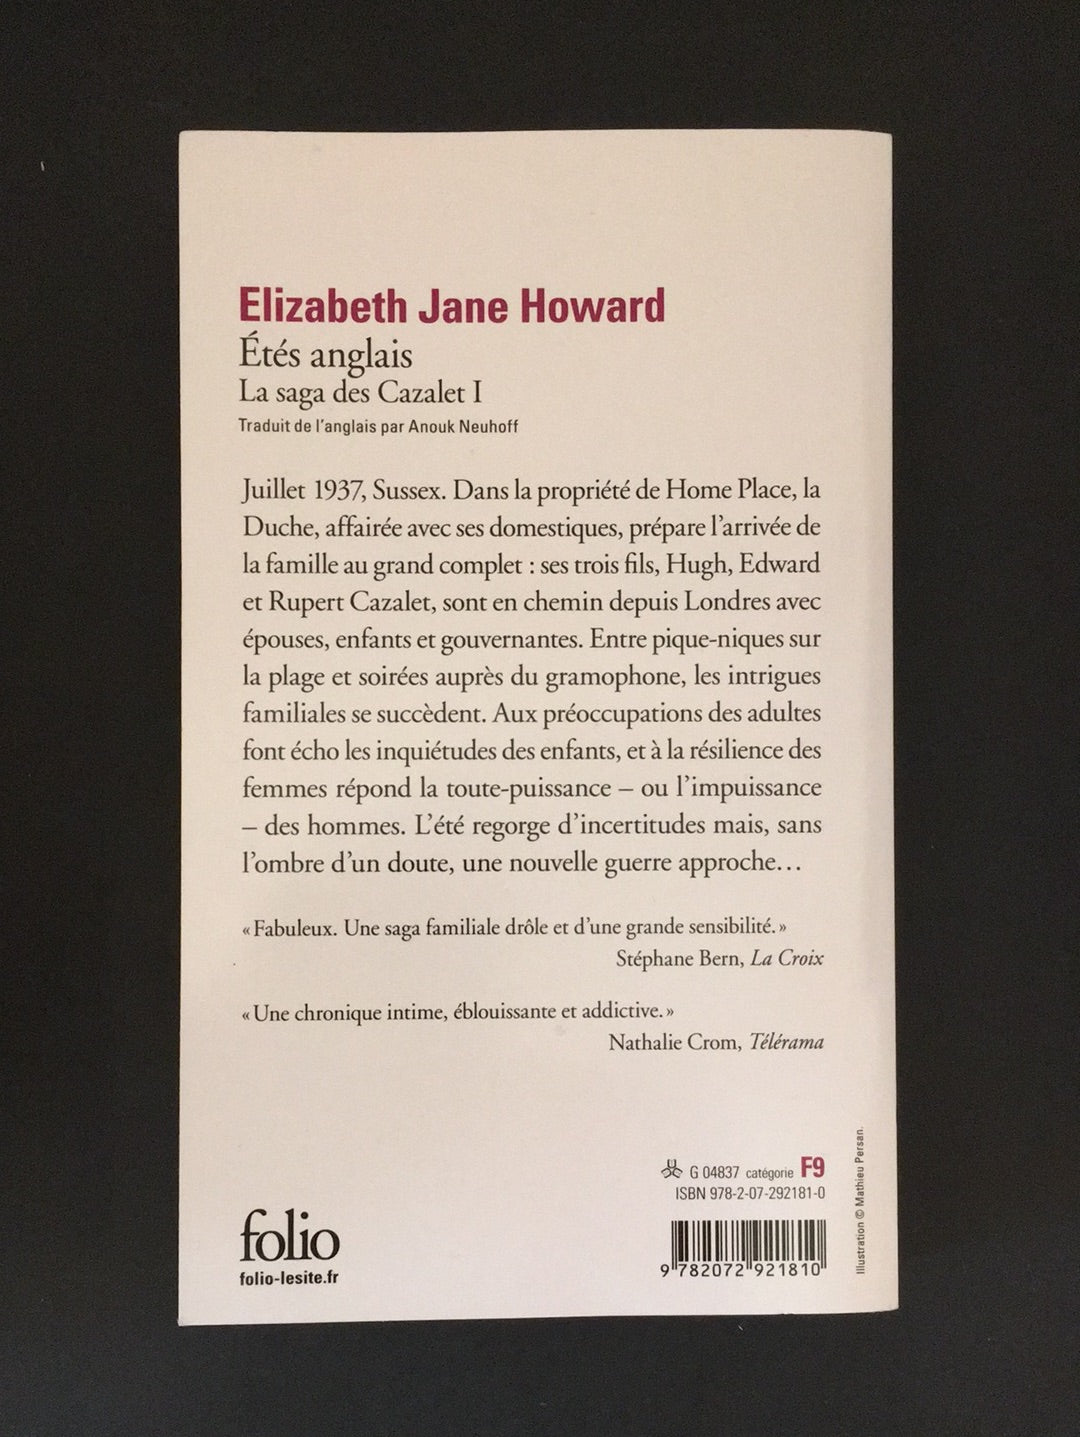 Elizabeth Jane Howard
Étés anglais
La saga des Cazalet I
Traduit de l'anglais par Anouk Neuhoff
Juillet 1937, Sussex. Dans la propriété de Home Place, la
Duche, affairée avec ses domestiques, prépare l'arrivée de
la famille au grand complet : ses trois fils, Hugh, Edward
et Rupert Cazalet, sont en chemin depuis Londres avec
épouses, enfants et gouvernantes. Entre pique-niques sur
la plage et soirées auprès du gramophone, les intrigues
familiales se succèdent. Aux préoccupations des adultes
font écho les inquiétudes des enfants, et à la résilience des
femmes répond la toute-puissance – ou l'impuissance
– des hommes. L'été regorge d'incertitudes mais, sans
l'ombre d'un doute, une nouvelle guerre approche…
« Fabuleux. Une saga familiale drôle et d'une grande sensibilité. »
Stéphane Bern, La Croix
« Une chronique intime, éblouissante et addictive. »
Nathalie Crom, Télérama
G 04837 catégorie F9
ISBN 978-2-07-292181-0
9 782072 921810
folio
folio-lesite.fr
Illustration © Mathieu Persan.